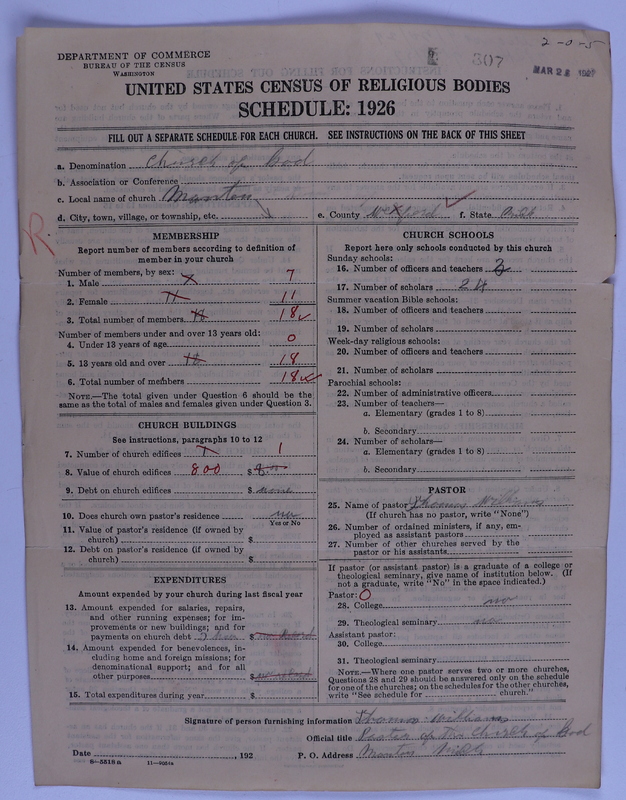 2-0-5
DEPARTMENT OF COMMERCE
BUREAU OF THE CENSUS
WASHINGTON
307
MAR 28 1927
UNITED STATES CENSUS OF RELIGIOUS BODIES
SCHEDULE: 1926
FILL OUT A SEPARATE SCHEDULE FOR EACH CHURCH. SEE INSTRUCTIONS ON THE BACK OF THIS SHEET
a. Denomination Church of God
b. Association or Conference
c. Local name of church Manton
d. City, town, village, or township, etc. e. County Wexford f. State
R
MEMBERSHIP
Report number of members according to definition of member in your church
Number of members, by sex:
1. Male 7
2. Female 11
3. Total number of members 18
Number of members under and over 13 years old:
4. Under 13 years of age 0
5. 13 years old and over 18
6. Total number of members 18
NOTE.—The total given under Question 6 should be the same as the total of males and females given under Question 3.
CHURCH BUILDINGS
See instructions, paragraphs 10 to 12
7. Number of church edifices 1 1
8. Value of church edifices 800 $
9. Debt on church edifices $ none
10. Does church own pastor's residence no
Yes or No
11. Value of pastor's residence (if owned by church) $
12. Debt on pastor's residence (if owned by church) $
EXPENDITURES
Amount expended by your church during last fiscal year
13. Amount expended for salaries, repairs, and other running expenses; for improvements or new buildings; and for payments on church debt $
14. Amount expended for benevolences, including home and foreign missions; for denominational support; and for all other purposes $
15. Total expenditures during year $
CHURCH SCHOOLS
Report here only schools conducted by this church
Sunday schools:
16. Number of officers and teachers 3
17. Number of scholars 24
Summer vacation Bible schools:
18. Number of officers and teachers
19. Number of scholars
Week-day religious schools:
20. Number of officers and teachers
21. Number of scholars
Parochial schools:
22. Number of administrative officers
23. Number of teachers—
a. Elementary (grades 1 to 8)
b. Secondary
24. Number of scholars—
a. Elementary (grades 1 to 8)
b. Secondary
PASTOR
25. Name of pastor Thomas Williams
(If church has no pastor, write "None")
26. Number of ordained ministers, if any, employed as assistant pastors
27. Number of other churches served by the pastor or his assistants
If pastor (or assistant pastor) is a graduate of a college or theological seminary, give name of institution below. (If not a graduate, write "No" in the space indicated.)
Pastor: 0
28. College no
29. Theological seminary no
Assistant pastor:
30. College
31. Theological seminary
NOTE.—Where one pastor serves two or more churches, Questions 28 and 29 should be answered only on the schedule for one of the churches; on the schedules for the other churches, write "See schedule for church."
Signature of person furnishing information Thomas Williams
Official title Pastor of the Church of God
Date , 192 P. O. Address Manton Mich
8-5518 a 11-9054a